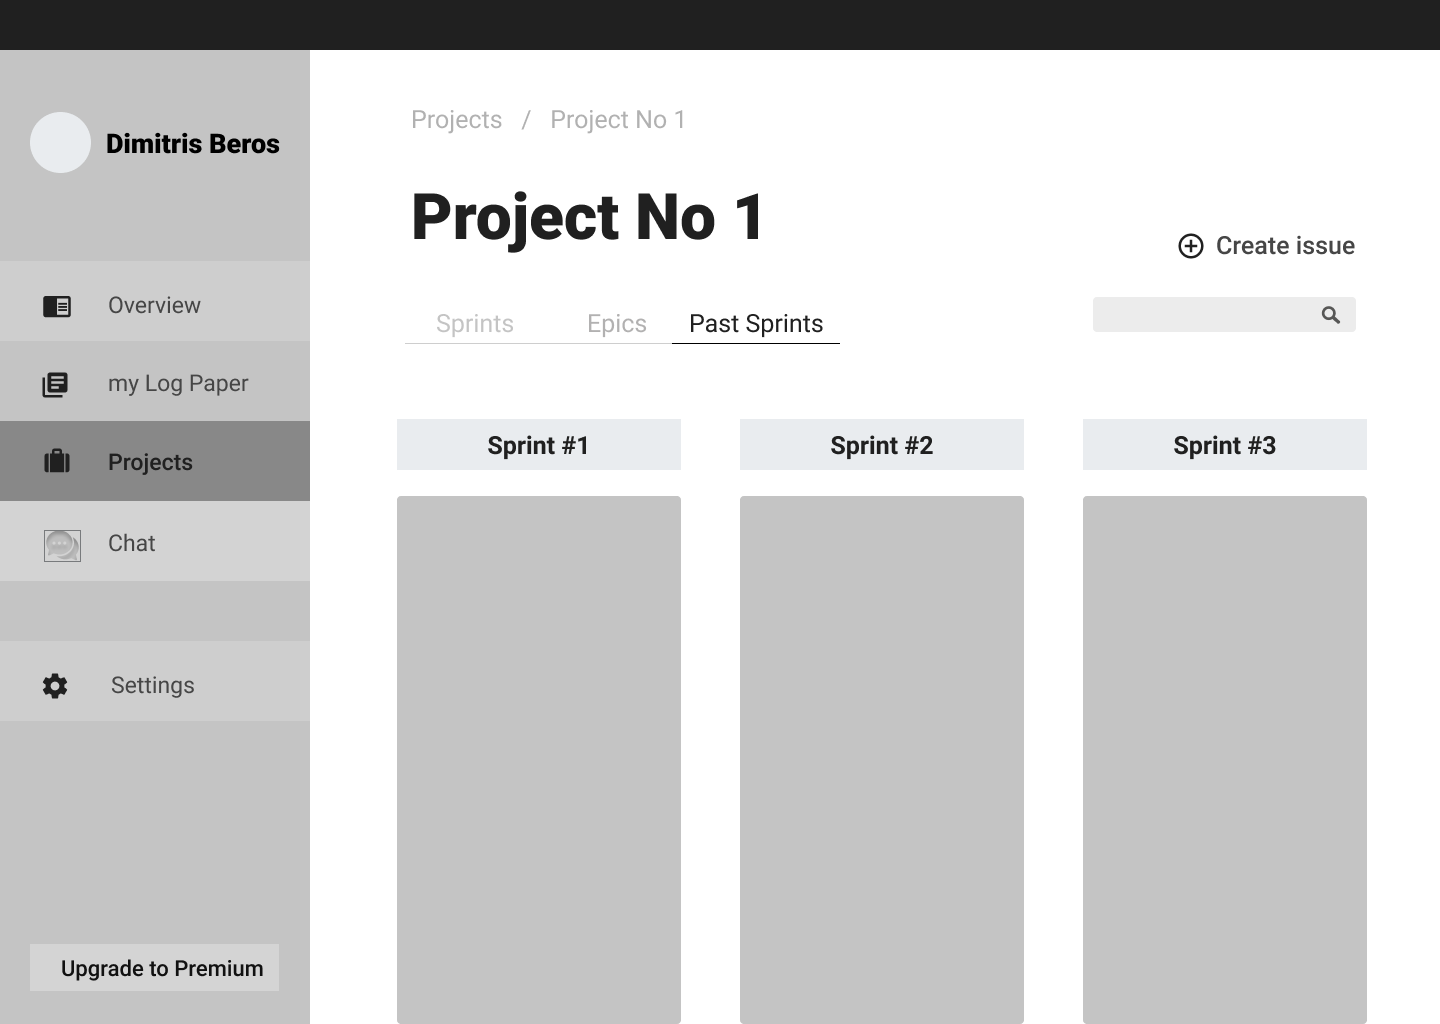 Dimitris Beros
Overview
my Log Paper
Projects
Chat
Settings
Upgrade to Premium
Projects / Project No 1
Project No 1
Create issue
Sprints Epics Past Sprints
Sprint #1 Sprint #2 Sprint #3